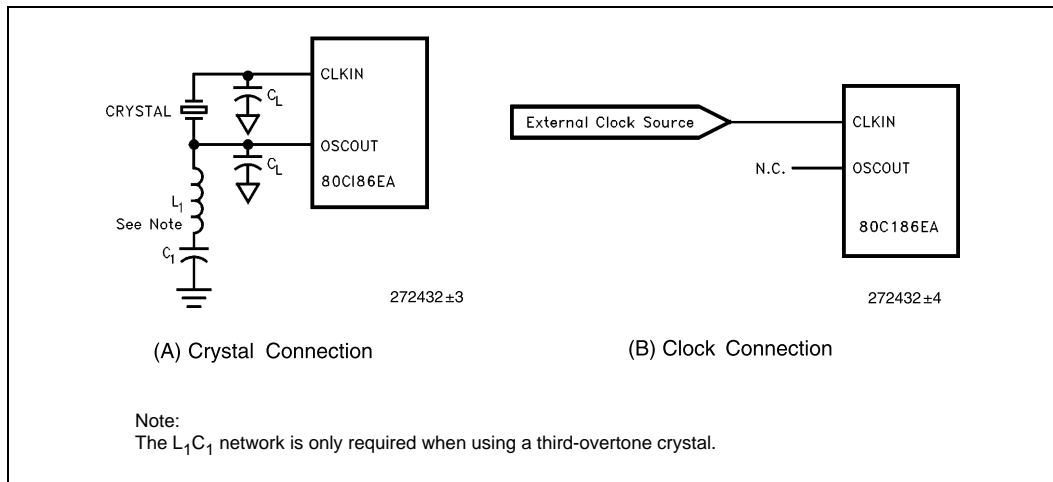 CLKIN
CRYSTAL
C_L
OSCOUT
C_L
80C186EA
L_1
See Note
C_1
272432±3
(A) Crystal Connection
External Clock Source
CLKIN
N.C.
OSCOUT
80C186EA
272432±4
(B) Clock Connection
Note:
The L_1C_1 network is only required when using a third-overtone crystal.